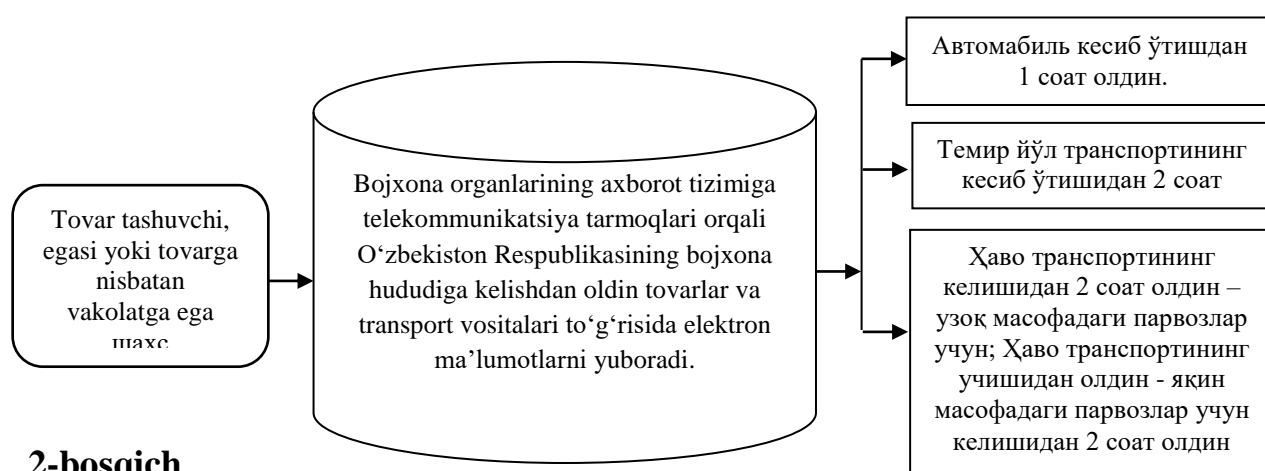 Tovar tashuvchi,
egasi yoki tovarga
nisbatan
vakolatga ega
шахс
Bojxona organlarining axborot tizimiga
telekommunikatsiya tarmoqlari orqali
O‘zbekiston Respublikasining bojxona
hududiga kelishdan oldin tovarlar va
transport vositalari to‘g‘risida elektron
ma’lumotlarni yuboradi.
Автомабиль кесиб ўтишдан
1 соат олдин.
Темир йўл транспортининг
кесиб ўтишидан 2 соат
Ҳаво транспортининг
келишидан 2 соат олдин –
узоқ масофадаги парвозлар
учун; Ҳаво транспортининг
учишидан олдин - яқин
масофадаги парвозлар учун
келишидан 2 соат олдин
2-bosqich